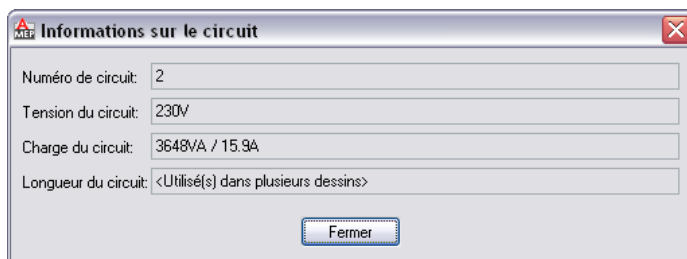 AMEP Informations sur le circuit
Numéro de circuit: 2
Tension du circuit: 230V
Charge du circuit: 3648VA / 15.9A
Longueur du circuit: <Utilisé(s) dans plusieurs dessins>
Fermer